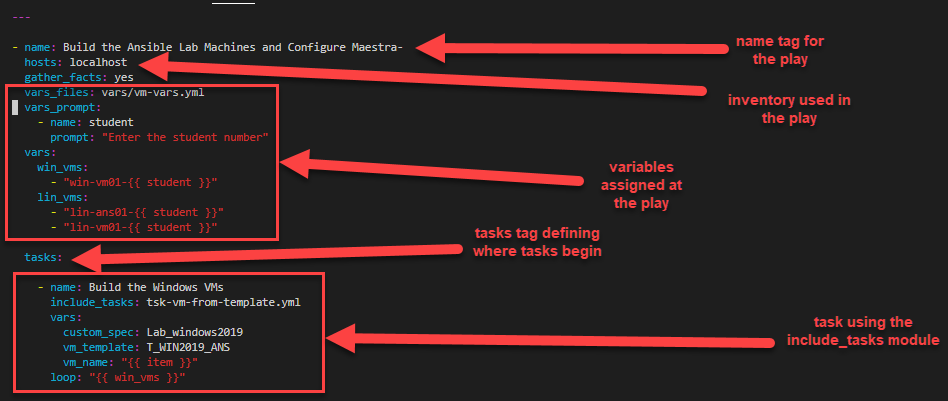 ---
- name: Build the Ansible Lab Machines and Configure Maestra-
name tag for
the play
hosts: localhost
gather_facts: yes
inventory used in
the play
vars_files: vars/vm-vars.yml
vars_prompt:
- name: student
prompt: "Enter the student number"
vars:
win_vms:
- "win-vm01-{{ student }}"
lin_vms:
- "lin-ans01-{{ student }}"
- "lin-vm01-{{ student }}"
variables
assigned at
the play
tasks:
tasks tag defining
where tasks begin
- name: Build the Windows VMs
include_tasks: tsk-vm-from-template.yml
vars:
custom_spec: Lab_windows2019
vm_template: T_WIN2019_ANS
vm_name: "{{ item }}"
loop: "{{ win_vms }}"
task using the
include_tasks module